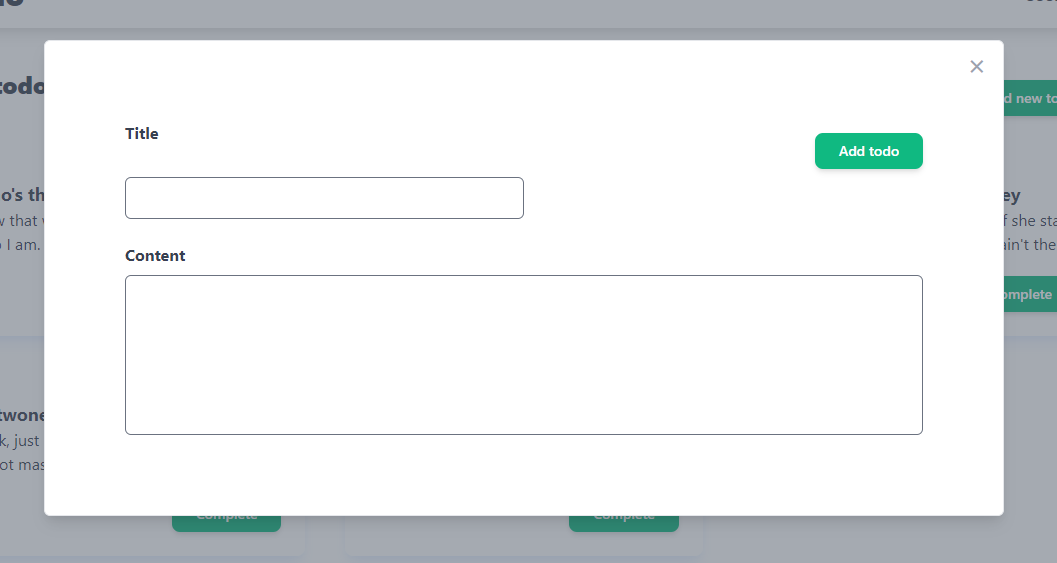 todo
Title
Add todo
Content
o's th
that
I am.
ey
f she sta
ain't the
d new to
omplete
twone
k, just
ot mas
Complete
Complete